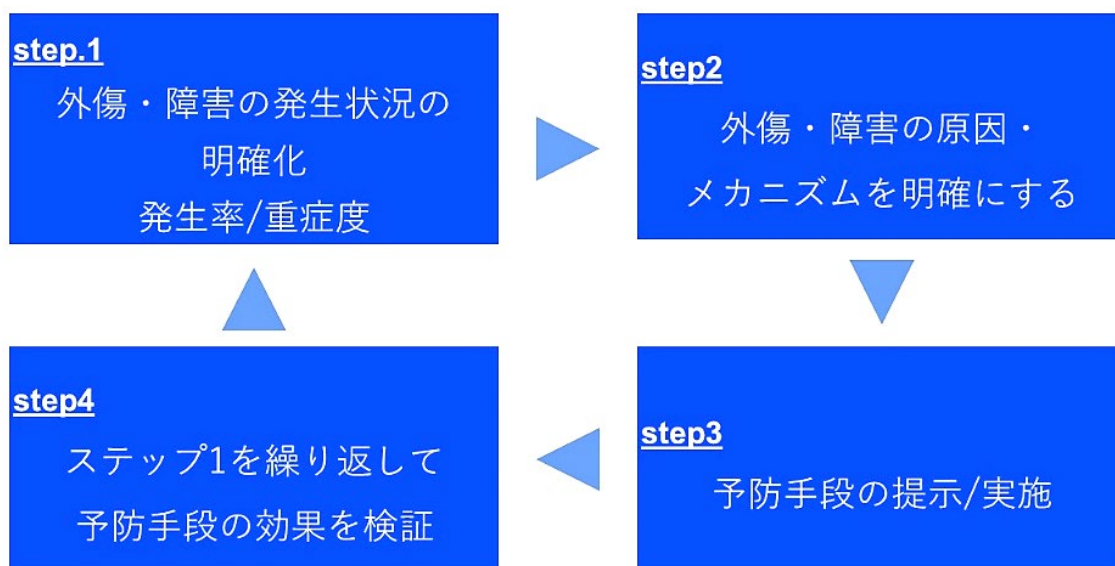 step.1
外傷・障害の発生状況の
明確化
発生率/重症度
step2
外傷・障害の原因・
メカニズムを明確にする
step3
予防手段の提示/実施
step4
ステップ1を繰り返して
予防手段の効果を検証